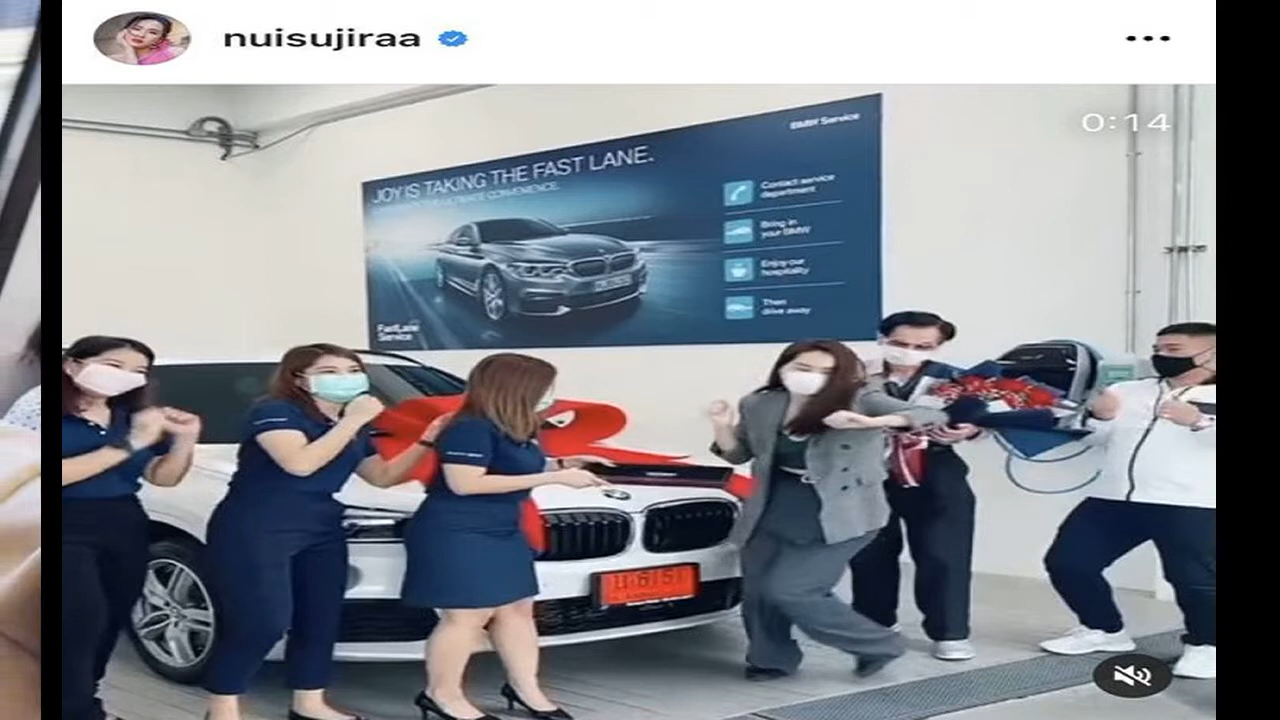 nuisujiraa
0:14
BMW Service
JOY IS TAKING THE FAST LANE.
Contact service
department
Bring in
your BMW
Enjoy our
hospitality
Then
drive away
FastLane
Service